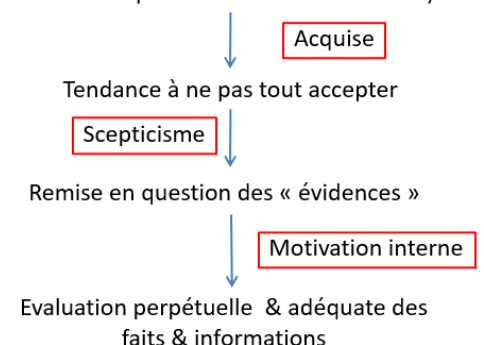 Acquise
Tendance à ne pas tout accepter
Scepticisme
Remise en question des « évidences »
Motivation interne
Evaluation perpétuelle & adéquate des
faits & informations